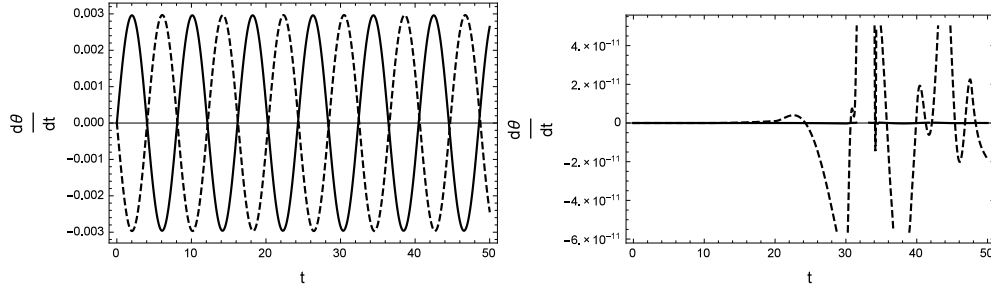 0.003
0.002
0.001
0.000
-0.001
-0.002
-0.003
dθ
dt
0 10 20 30 40 50
t
4. × 10⁻¹¹
2. × 10⁻¹¹
0
-2. × 10⁻¹¹
-4. × 10⁻¹¹
-6. × 10⁻¹¹
dθ
dt
0 10 20 30 40 50
t